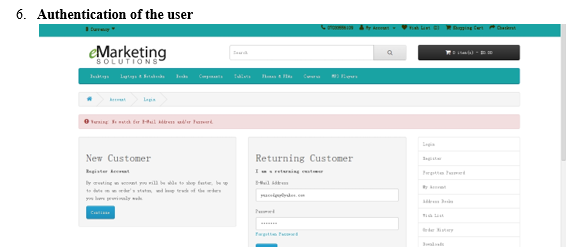 6. Authentication of the user
$ Currency
My Account Wish List (0) Shopping Cart Checkout
eMarketing
SOLUTIONS
Search
0 item(s) - $0.00
Desktops Laptops & Notebooks Books Components Tablets Phones & PDAs Cameras MP3 Players
Account Login
Warning: No match for E-Mail Address and/or Password.
New Customer
Register Account
By creating an account you will be able to shop faster, be up
to date on an order's status, and keep track of the orders
you have previously made.
Continue
Returning Customer
I am a returning customer
E-Mail Address
Password
Forgotten Password
Login
Register
Forgotten Password
My Account
Address Books
Wish List
Order History
Downloads